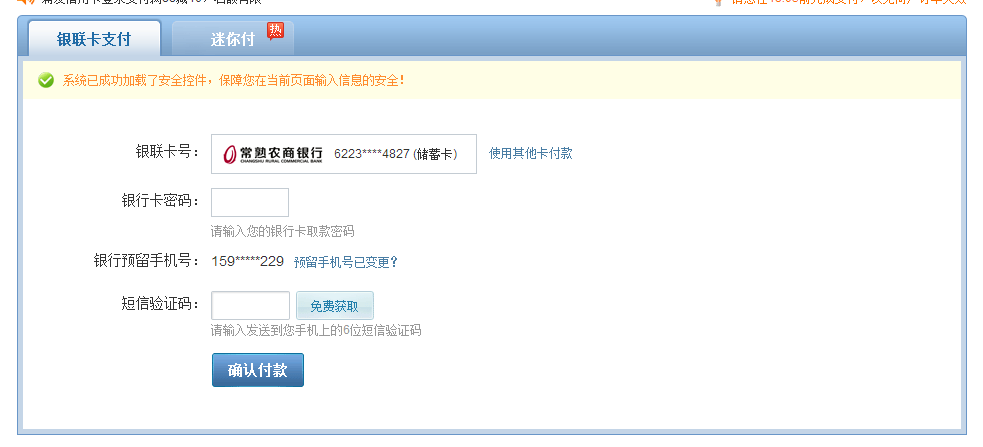 银联卡支付
迷你付
热
系统已成功加载了安全控件，保障您在当前页面输入信息的安全！
银联卡号：
常熟农商银行 6223****4827 (储蓄卡) 使用其他卡付款
CHANGSHU RURAL COMMERCIAL BANK
银行卡密码：
请输入您的银行卡取款密码
银行预留手机号： 159*****229 预留手机号已变更？
短信验证码： 免费获取
请输入发送到您手机上的6位短信验证码
确认付款